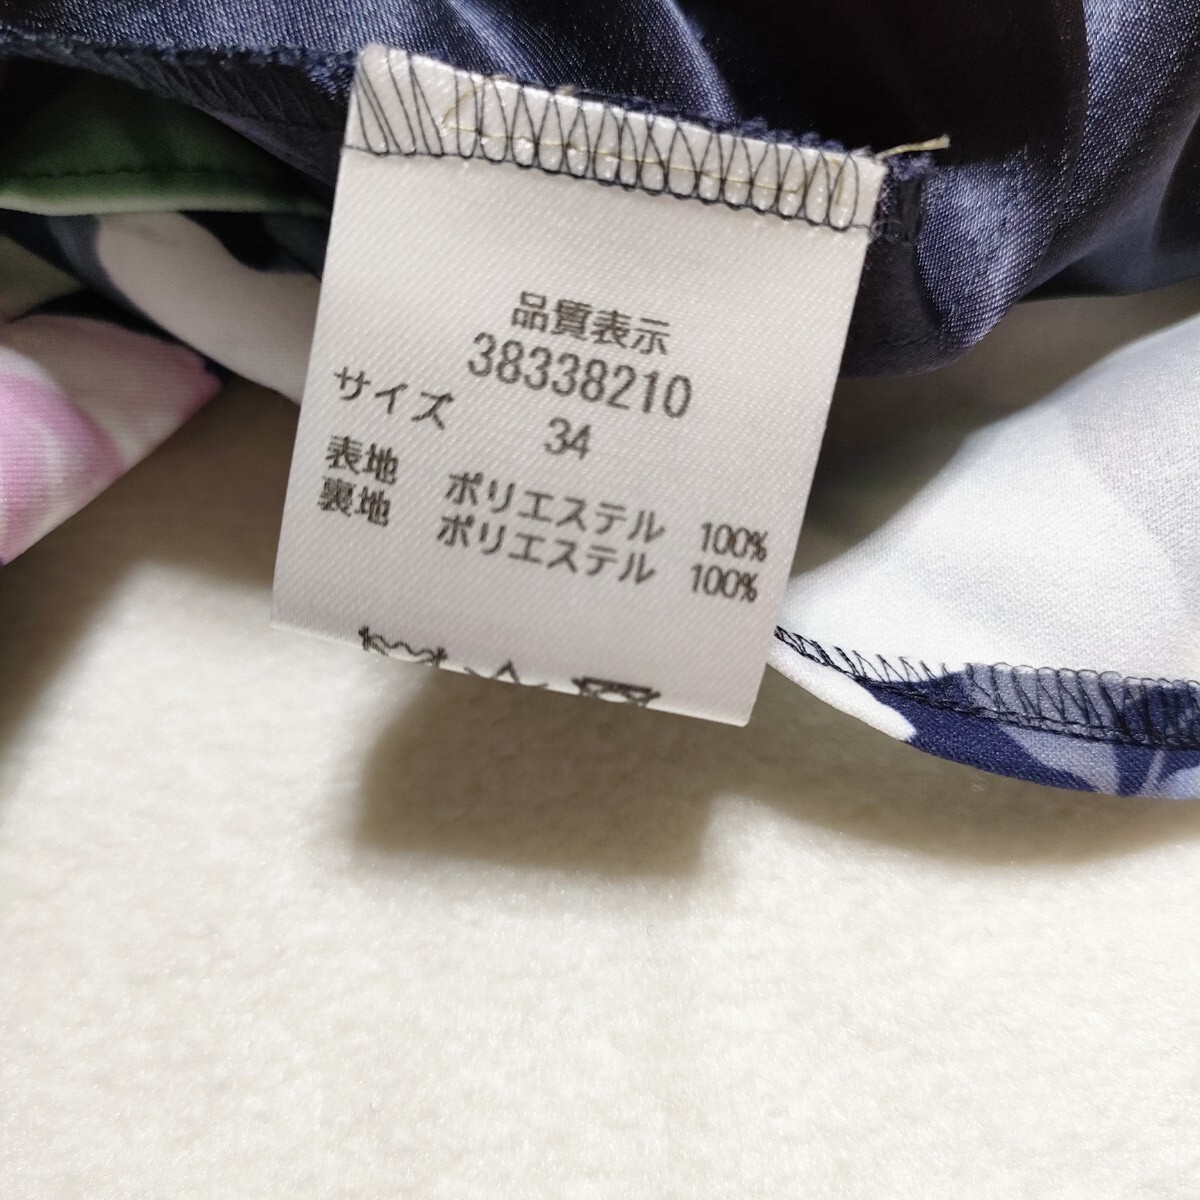 品質表示
38338210
サイズ 34
表地 ポリエステル 100%
裏地 ポリエステル 100%